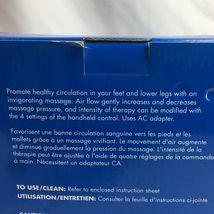 Promote healthy circulation in your feet and lower legs with an
invigorating massage. Air flow gently increases and decreases
massage pressure, and intensity of therapy can be modified with
the 4 settings of the handheld control. Uses AC adapter.
Favorisent une bonne circulation sanguine vers les pieds et les
mollets grâce à un massage vivifiant. Le mouvement d'air augmente
et diminue graduellement la pression du massage. L'intensité de la
thérapie peut être ajustée à l'aide de quatre réglages de la commande
à main. Nécessitent un adaptateur CA.
TO USE/CLEAN: Refer to enclosed instruction sheet
UTILISATION/ENTRETIEN: Consulter la feuille d'instructions ci-jointe